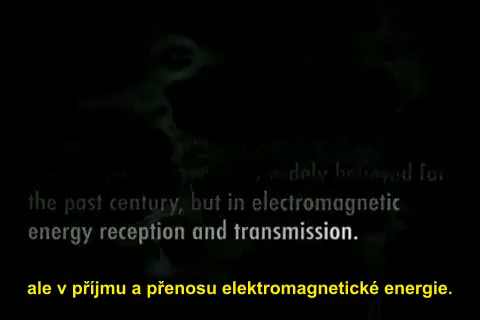 widely believed for
the past century, but in electromagnetic
energy reception and transmission.
ale v příjmu a přenosu elektromagnetické energie.